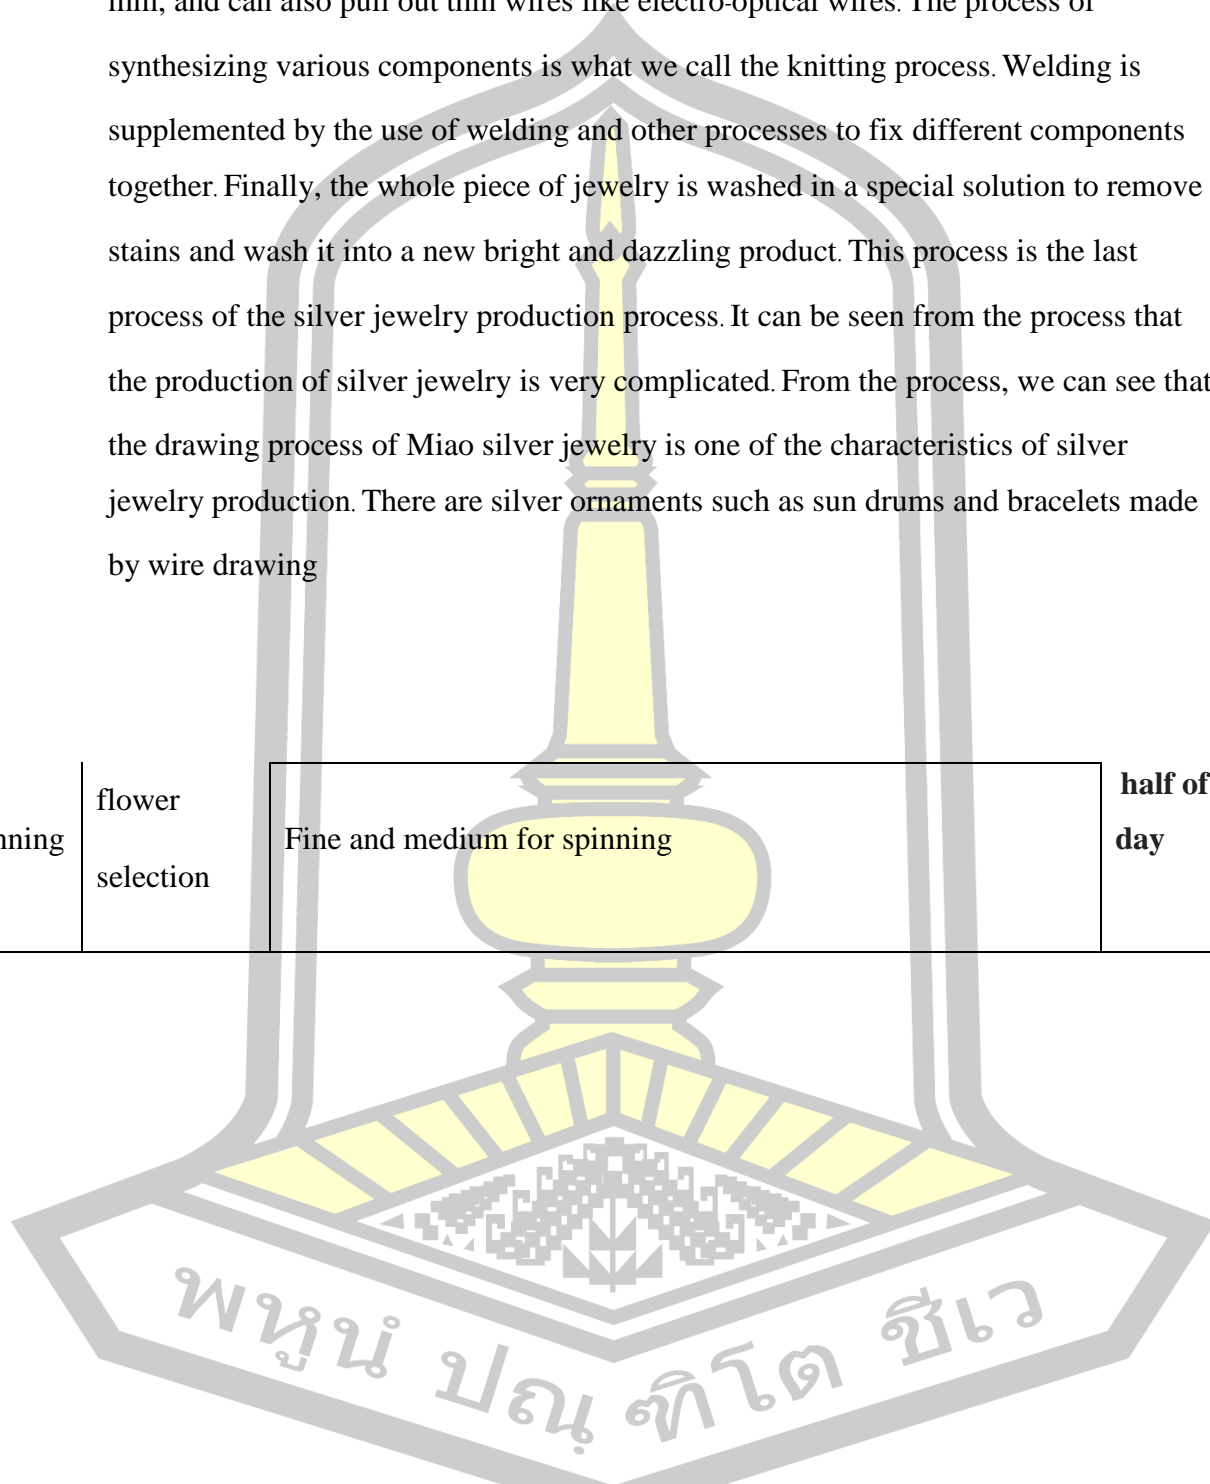 and can also pull out thin wires like electro-optical wires. The process of
synthesizing various components is what we call the knitting process. Welding is
supplemented by the use of welding and other processes to fix different components
together. Finally, the whole piece of jewelry is washed in a special solution to remove
stains and wash it into a new bright and dazzling product. This process is the last
process of the silver jewelry production process. It can be seen from the process that
the production of silver jewelry is very complicated. From the process, we can see that
the drawing process of Miao silver jewelry is one of the characteristics of silver
jewelry production. There are silver ornaments such as sun drums and bracelets made
by wire drawing
flower
selection
Fine and medium for spinning
half of
day
พหูนํ ปณฺฑิโต ชีเว